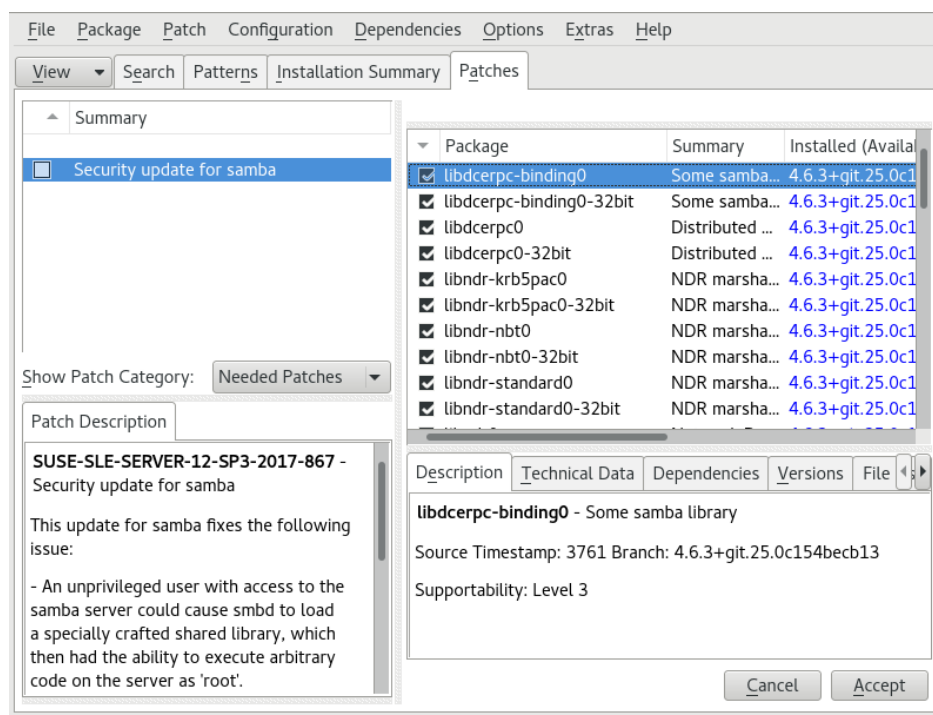 File Package Patch Configuration Dependencies Options Extras Help
View Search Patterns Installation Summary Patches
Summary
Security update for samba
Show Patch Category: Needed Patches
Patch Description
SUSE-SLE-SERVER-12-SP3-2017-867 -
Security update for samba
This update for samba fixes the following
issue:
- An unprivileged user with access to the
samba server could cause smbd to load
a specially crafted shared library, which
then had the ability to execute arbitrary
code on the server as 'root'.
Package Summary Installed (Availa
libdcerpc-binding0 Some samba... 4.6.3+git.25.0c1
libdcerpc-binding0-32bit Some samba... 4.6.3+git.25.0c1
libdcerpc0 Distributed ... 4.6.3+git.25.0c1
libdcerpc0-32bit Distributed ... 4.6.3+git.25.0c1
libndr-krb5pac0 NDR marsha... 4.6.3+git.25.0c1
libndr-krb5pac0-32bit NDR marsha... 4.6.3+git.25.0c1
libndr-nbt0 NDR marsha... 4.6.3+git.25.0c1
libndr-nbt0-32bit NDR marsha... 4.6.3+git.25.0c1
libndr-standard0 NDR marsha... 4.6.3+git.25.0c1
libndr-standard0-32bit NDR marsha... 4.6.3+git.25.0c1
Description Technical Data Dependencies Versions File
libdcerpc-binding0 - Some samba library
Source Timestamp: 3761 Branch: 4.6.3+git.25.0c154becb13
Supportability: Level 3
Cancel Accept